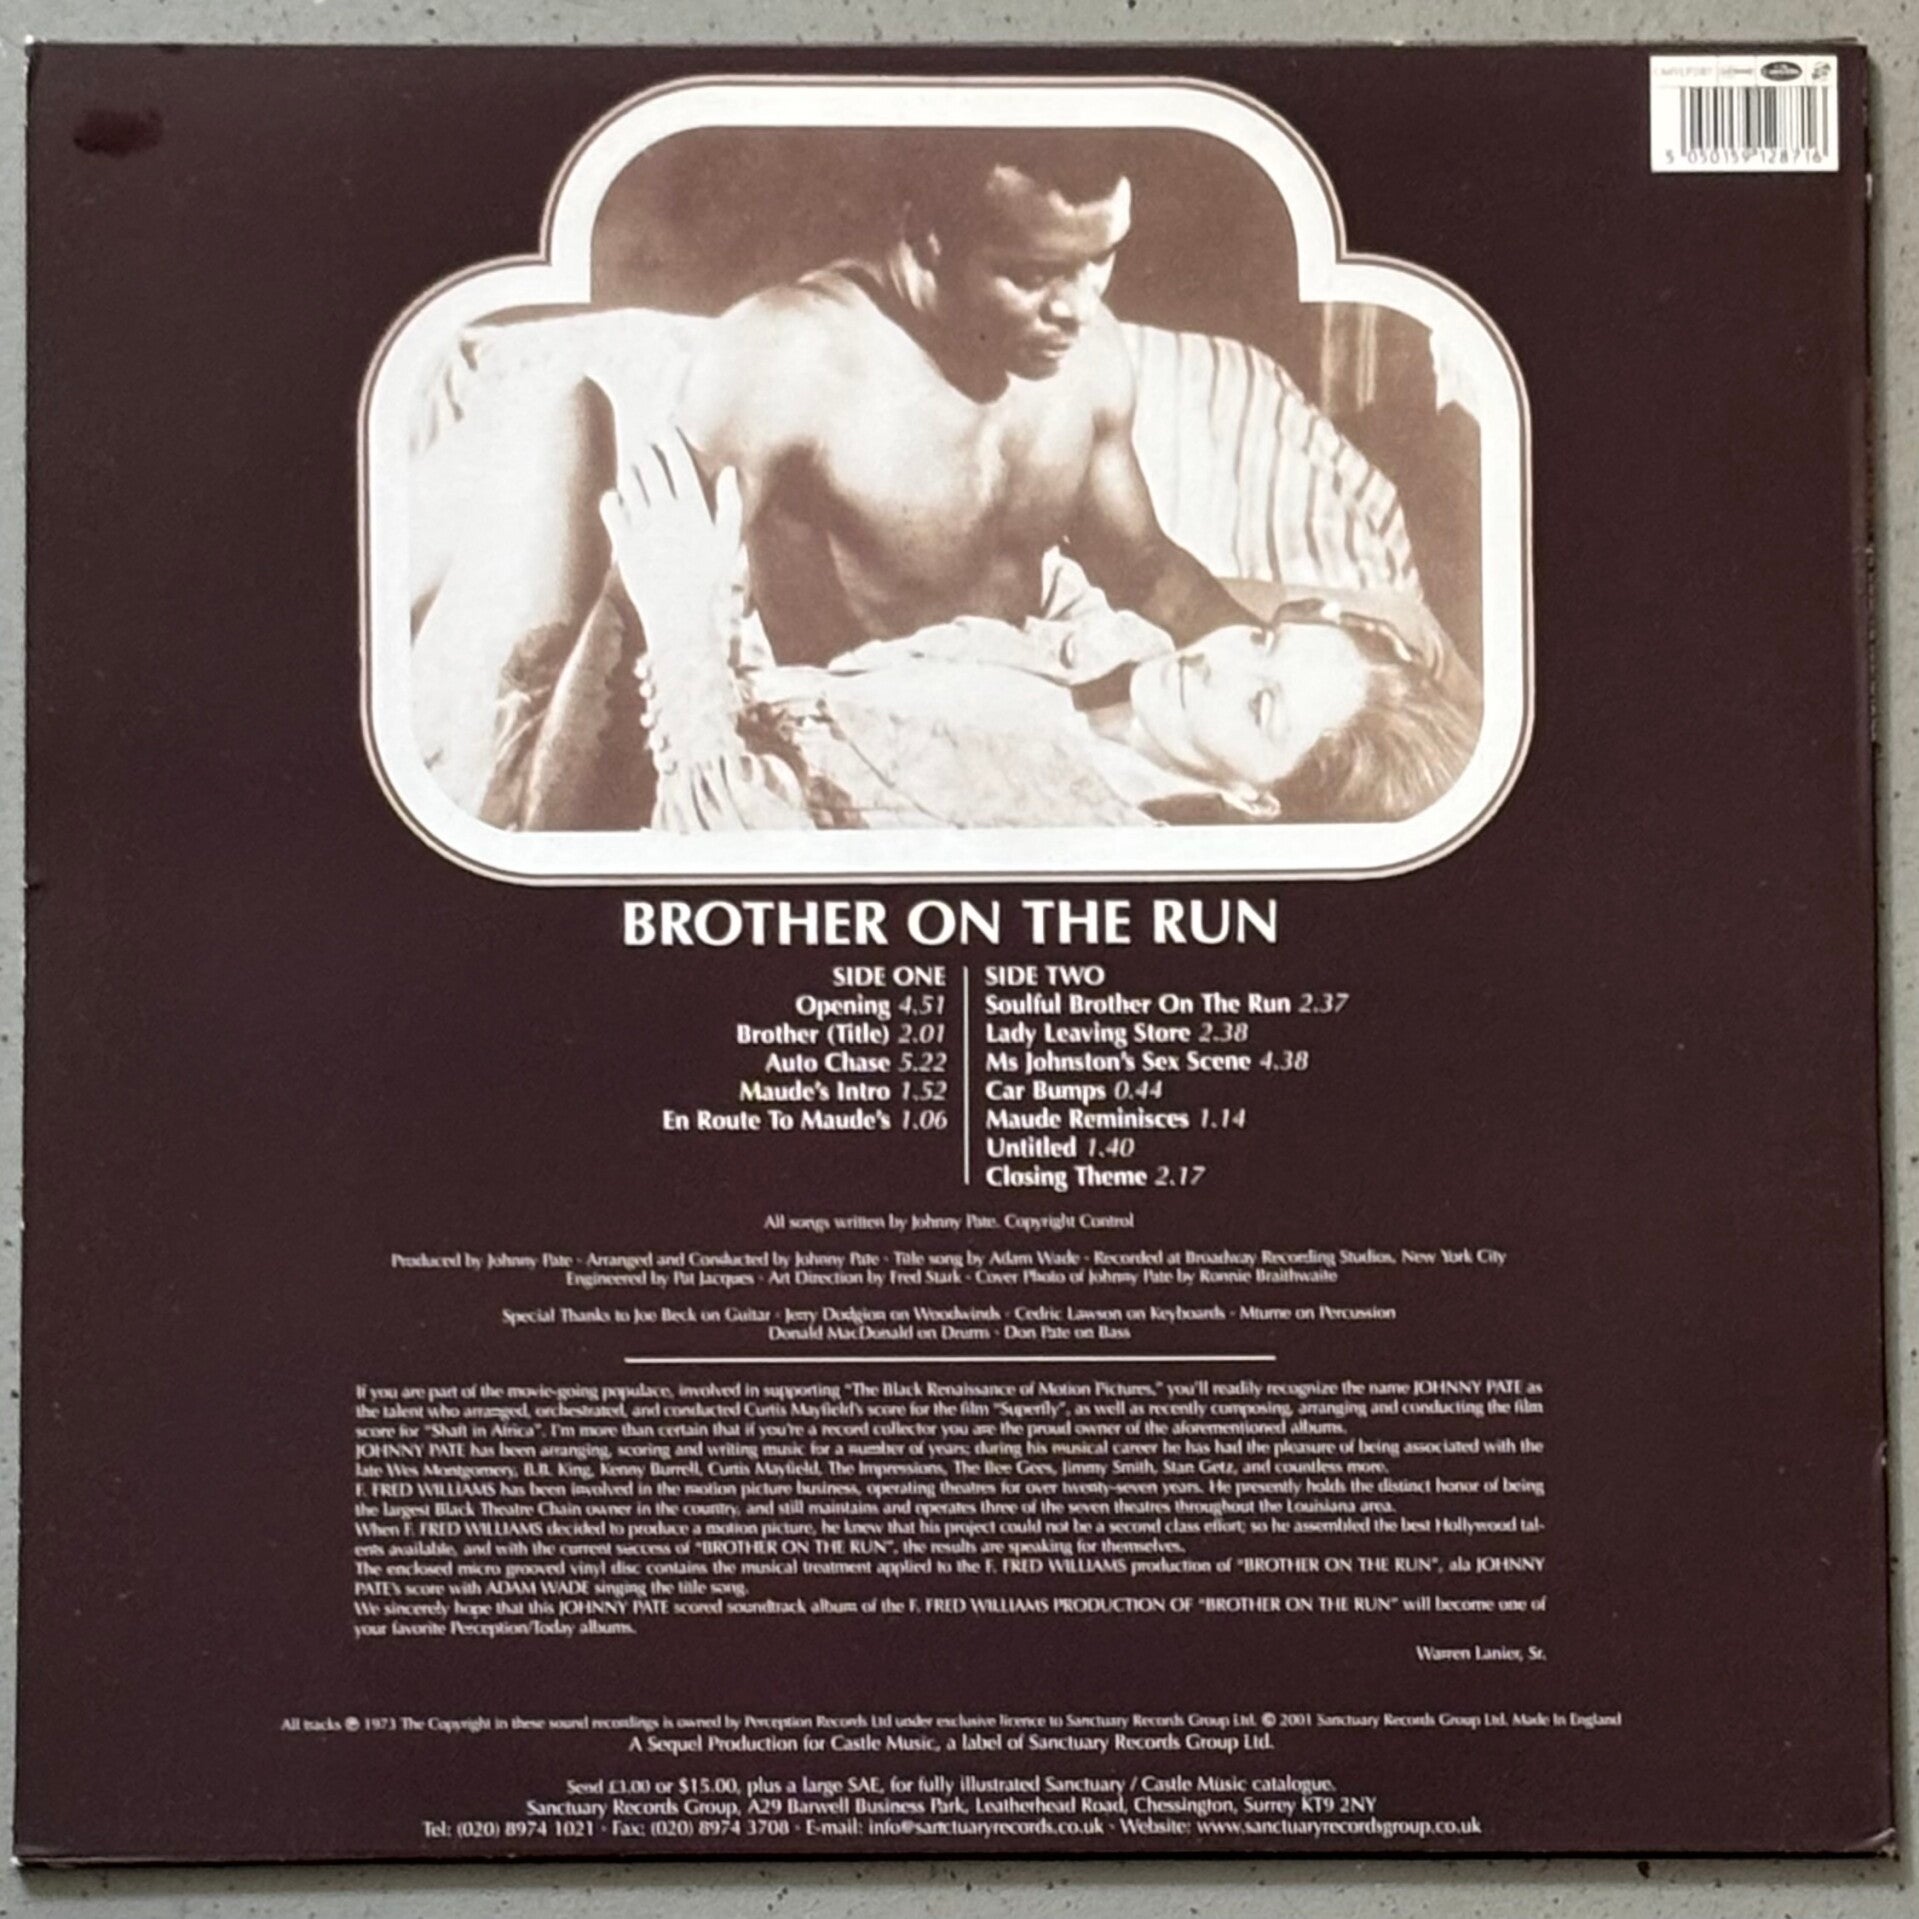 5 050159 128716
BROTHER ON THE RUN
SIDE ONE
Opening 4.51
Brother (Title) 2.01
Auto Chase 5.22
Maude's Intro 1.52
En Route To Maude's 1.06
SIDE TWO
Soulful Brother On The Run 2.37
Lady Leaving Store 2.38
Ms Johnston's Sex Scene 4.38
Car Bumps 0.44
Maude Reminisces 1.14
Untitled 1.40
Closing Theme 2.17
All songs written by Johnny Pate. Copyright Control
Produced by Johnny Pate · Arranged and Conducted by Johnny Pate · Title song by Adam Wade · Recorded at Broadway Recording Studios, New York City
Engineered by Pat Jacques · Art Direction by Fred Stark · Cover Photo of Johnny Pate by Ronnie Braithwaite
Special Thanks to Joe Beck on Guitar · Jerry Dodgion on Woodwinds · Cedric Lawson on Keyboards · Mtume on Percussion
Donald MacDonald on Drums · Don Pate on Bass
If you are part of the movie-going populace, involved in supporting "The Black Renaissance of Motion Pictures," you'll readily recognize the name JOHNNY PATE as
the talent who arranged, orchestrated, and conducted Curtis Mayfield's score for the film "Superfly", as well as recently composing, arranging and conducting the film
score for "Shaft in Africa". I'm more than certain that if you're a record collector you are the proud owner of the aforementioned albums.
JOHNNY PATE has been arranging, scoring and writing music for a number of years; during his musical career he has had the pleasure of being associated with the
late Wes Montgomery, B.B. King, Kenny Burrell, Curtis Mayfield, The Impressions, The Bee Gees, Jimmy Smith, Stan Getz, and countless more.
F. FRED WILLIAMS has been involved in the motion picture business, operating theatres for over twenty-seven years. He presently holds the distinct honor of being
the largest Black Theatre Chain owner in the country, and still maintains and operates three of the seven theatres throughout the Louisiana area.
When F. FRED WILLIAMS decided to produce a motion picture, he knew that his project could not be a second class effort; so he assembled the best Hollywood tal-
ents available, and with the current success of "BROTHER ON THE RUN", the results are speaking for themselves.
The enclosed micro grooved vinyl disc contains the musical treatment applied to the F. FRED WILLIAMS production of "BROTHER ON THE RUN", ala JOHNNY
PATE's score with ADAM WADE singing the title song.
We sincerely hope that this JOHNNY PATE scored soundtrack album of the F. FRED WILLIAMS PRODUCTION OF "BROTHER ON THE RUN" will become one of
your favorite Perception/Today albums.
Warren Lanier, Sr.
All tracks ℗ 1973 The Copyright in these sound recordings is owned by Perception Records Ltd under exclusive licence to Sanctuary Records Group Ltd. © 2001 Sanctuary Records Group Ltd. Made In England
A Sequel Production for Castle Music, a label of Sanctuary Records Group Ltd.
Send £1.00 or $15.00, plus a large SAE, for fully illustrated Sanctuary / Castle Music catalogue.
Sanctuary Records Group, A29 Barwell Business Park, Leatherhead Road, Chessington, Surrey KT9 2NY
Tel: (020) 8974 1021 · Fax: (020) 8974 3708 · E-mail: info@sanctuaryrecords.co.uk · Website: www.sanctuaryrecordsgroup.co.uk